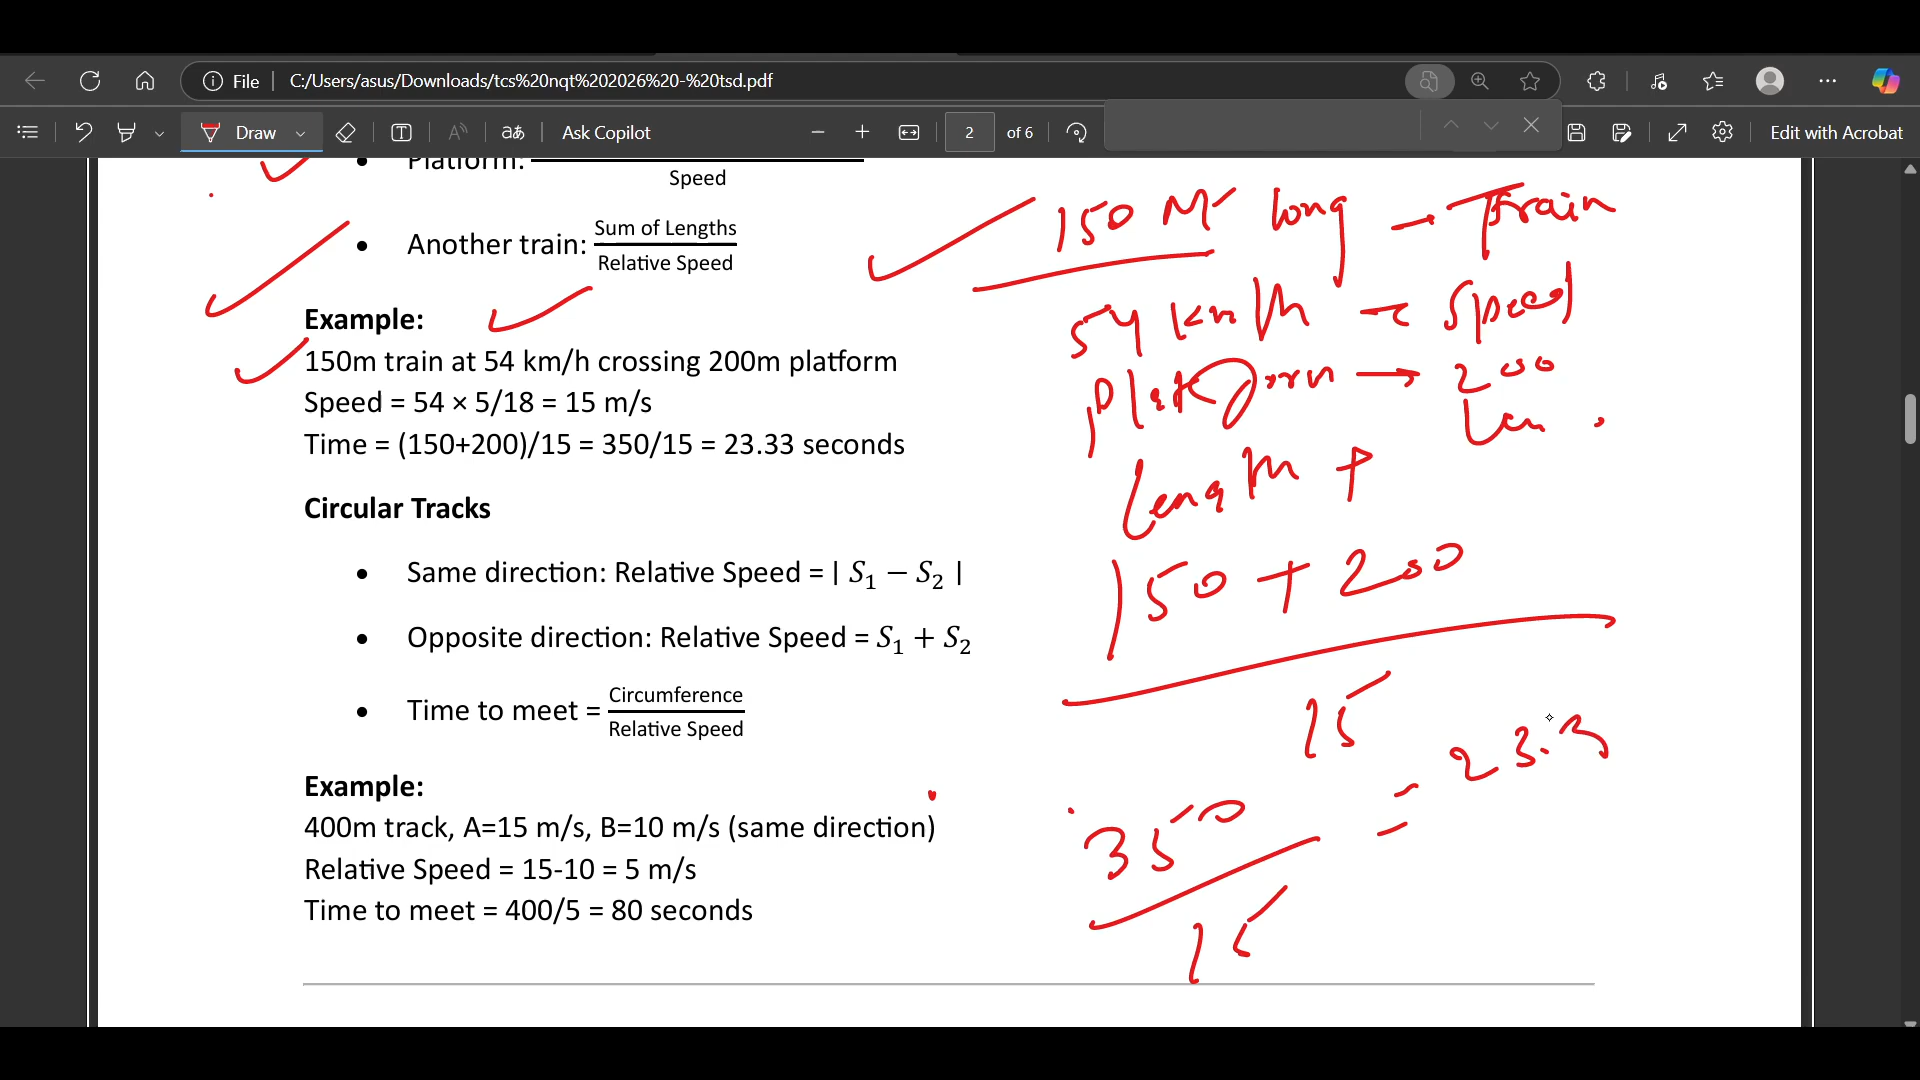 File C:/Users/asus/Downloads/tcs%20nqt%202026%20-%20tsd.pdf
Draw Ask Copilot 2 of 6 Edit with Acrobat
• Platform: Speed
• Another train: Sum of Lengths
Relative Speed
Example:
150m train at 54 km/h crossing 200m platform
Speed = 54 × 5/18 = 15 m/s
Time = (150+200)/15 = 350/15 = 23.33 seconds
Circular Tracks
• Same direction: Relative Speed = | S₁ − S₂ |
• Opposite direction: Relative Speed = S₁ + S₂
• Time to meet = Circumference
Relative Speed
Example:
400m track, A=15 m/s, B=10 m/s (same direction)
Relative Speed = 15-10 = 5 m/s
Time to meet = 400/5 = 80 seconds
150 M long - Train
54 km/h - Speed
Platform → 200
Len .
Length +
150 + 200
15
350
15
= 23.3